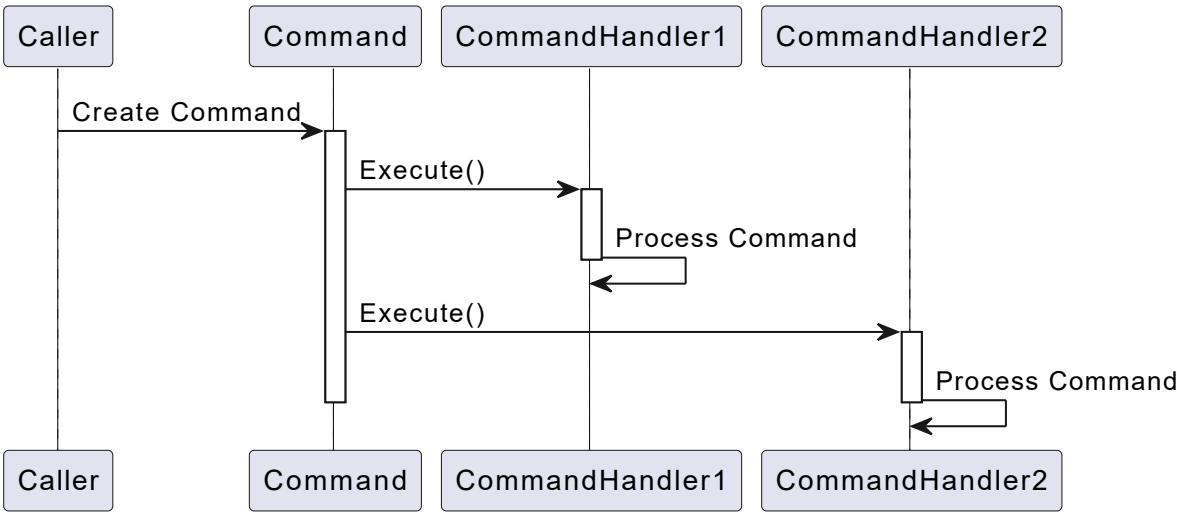 Caller
Command
CommandHandler1
CommandHandler2
Create Command
Execute()
Process Command
Execute()
Process Command
Caller
Command
CommandHandler1
CommandHandler2